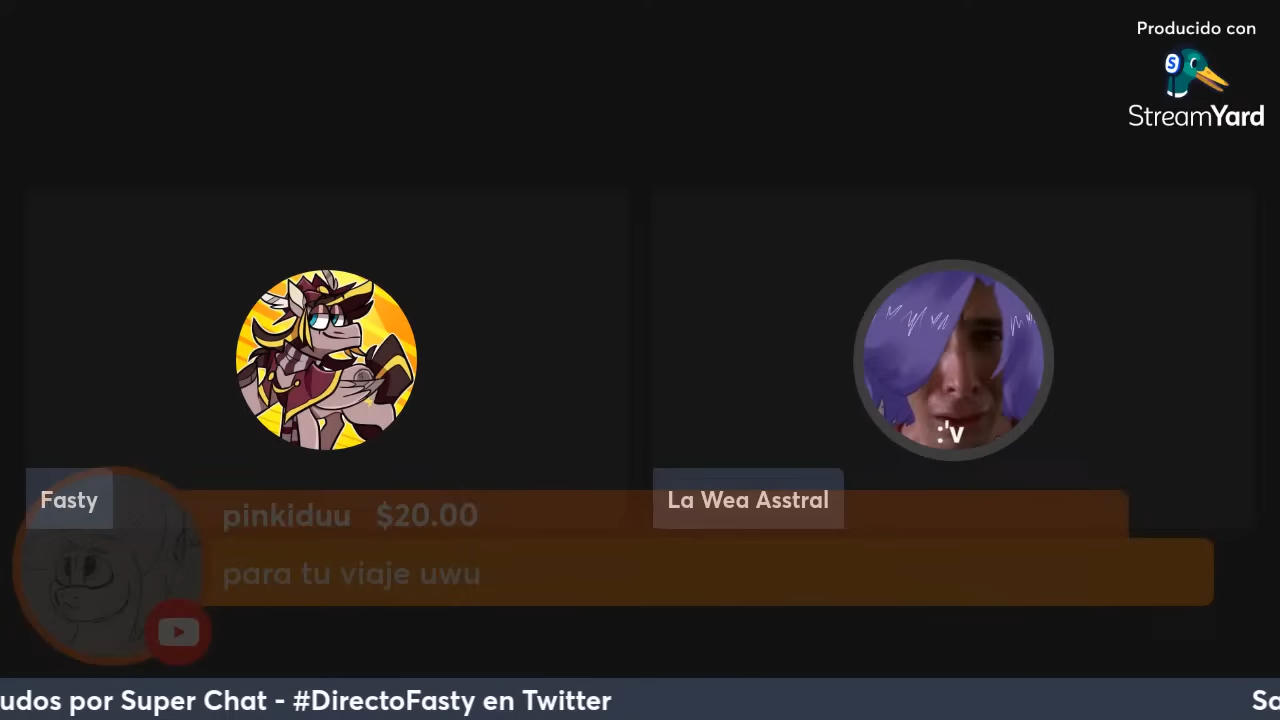 Producido con
S
StreamYard
:'v
Fasty
La Wea Asstral
pinkiduu $20.00
para tu viaje uwu
udos por Super Chat - #DirectoFasty en Twitter
Sa